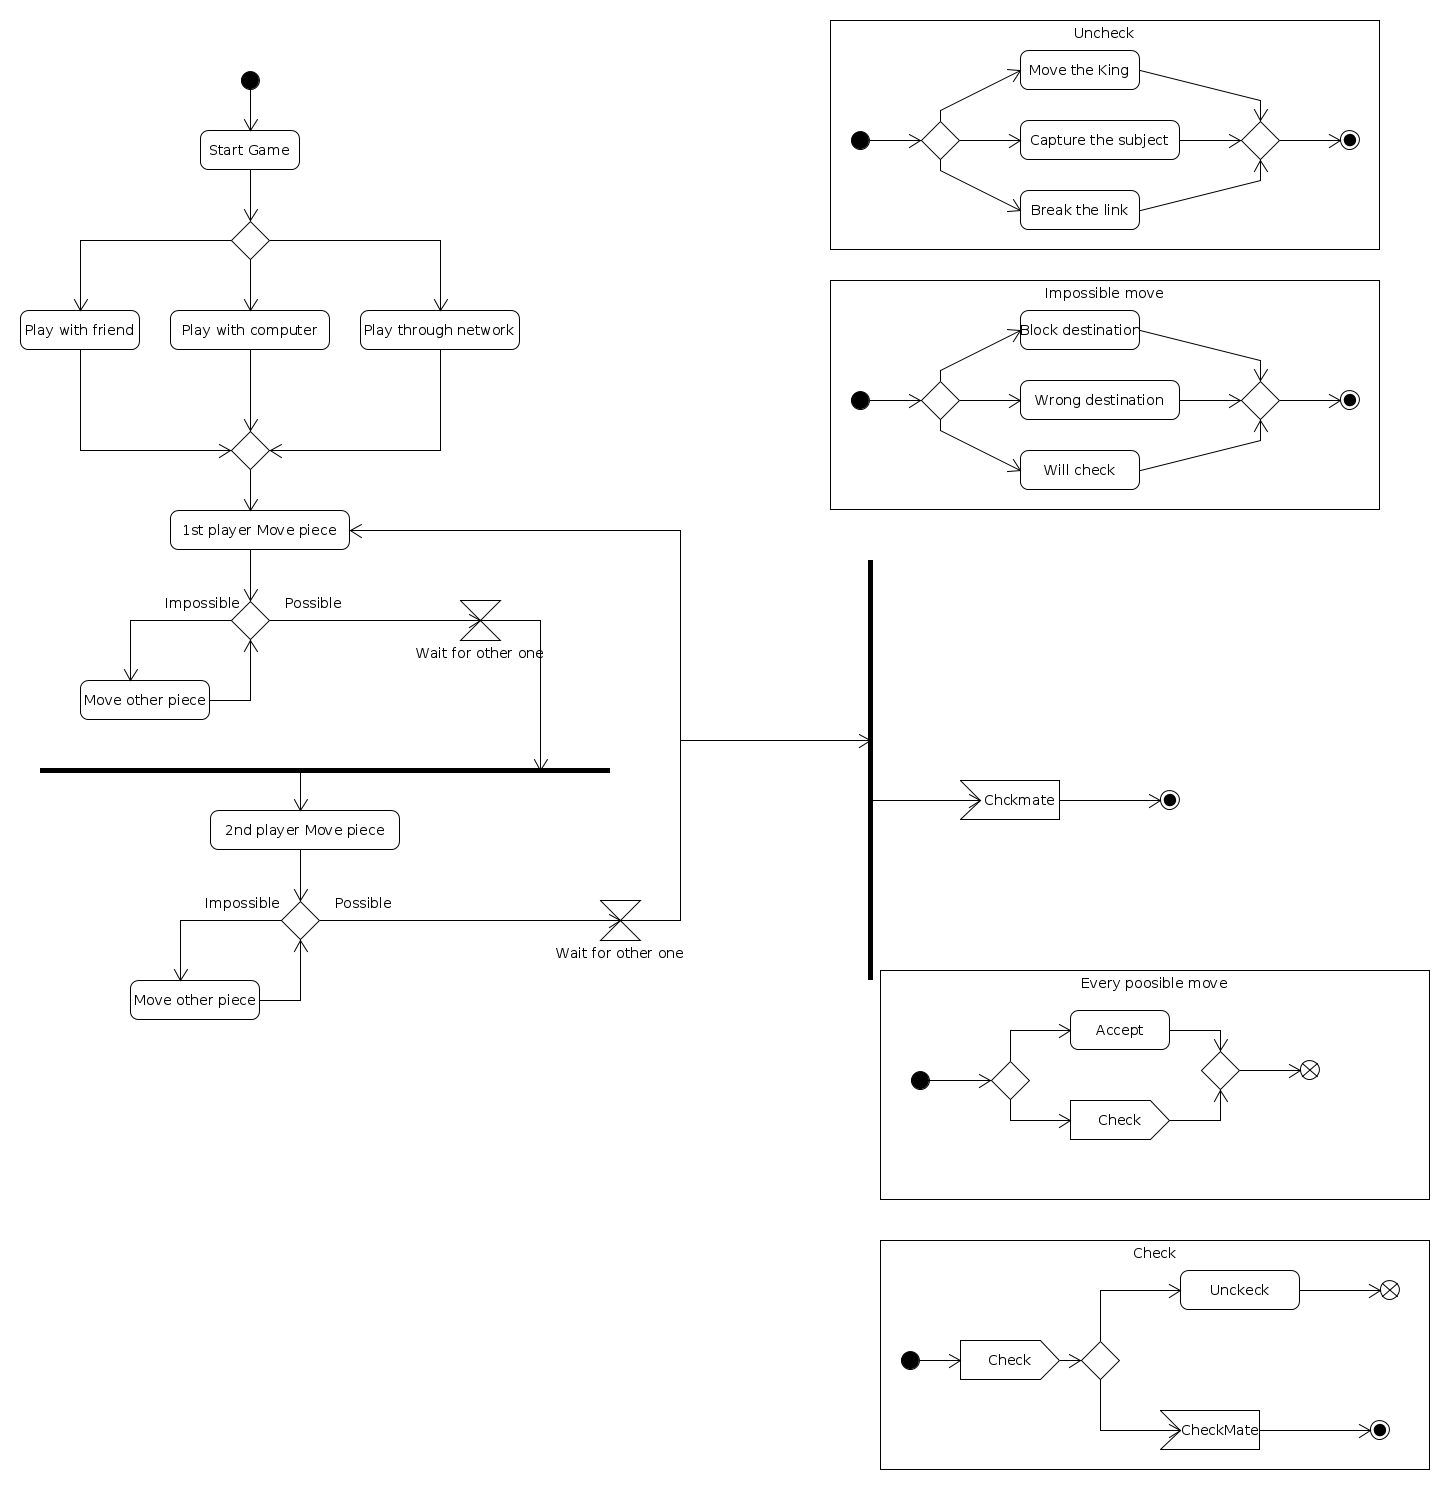 Start Game
Play with friend
Play with computer
Play through network
1st player Move piece
Impossible
Possible
Wait for other one
Move other piece
2nd player Move piece
Impossible
Possible
Wait for other one
Move other piece
Uncheck
Move the King
Capture the subject
Break the link
Impossible move
Block destination
Wrong destination
Will check
Chckmate
Every poosible move
Accept
Check
Check
Unckeck
Check
CheckMate